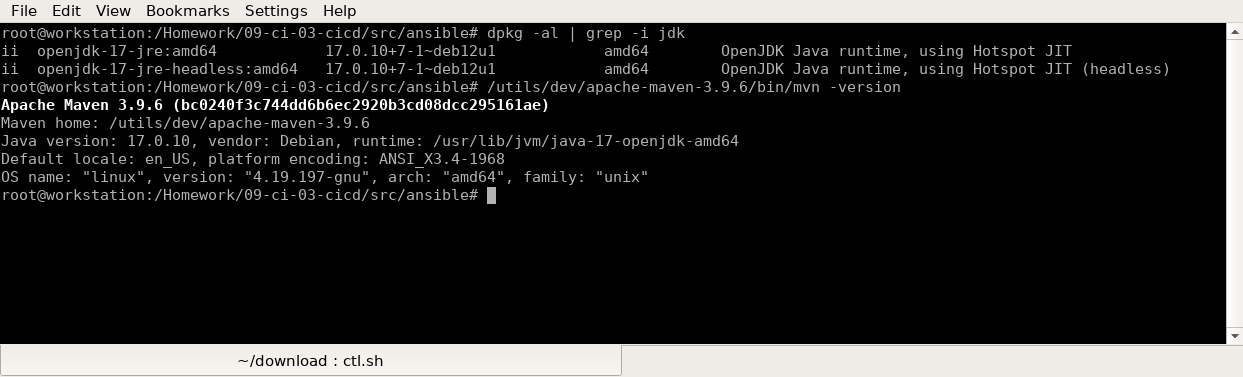 File Edit View Bookmarks Settings Help
root@workstation:/Homework/09-ci-03-cicd/src/ansible# dpkg -al | grep -i jdk
ii  openjdk-17-jre:amd64            17.0.10+7-1~deb12u1            amd64        OpenJDK Java runtime, using Hotspot JIT
ii  openjdk-17-jre-headless:amd64   17.0.10+7-1~deb12u1            amd64        OpenJDK Java runtime, using Hotspot JIT (headless)
root@workstation:/Homework/09-ci-03-cicd/src/ansible# /utils/dev/apache-maven-3.9.6/bin/mvn -version
Apache Maven 3.9.6 (bc0240f3c744dd6b6ec2920b3cd08dcc295161ae)
Maven home: /utils/dev/apache-maven-3.9.6
Java version: 17.0.10, vendor: Debian, runtime: /usr/lib/jvm/java-17-openjdk-amd64
Default locale: en_US, platform encoding: ANSI_X3.4-1968
OS name: "linux", version: "4.19.197-gnu", arch: "amd64", family: "unix"
root@workstation:/Homework/09-ci-03-cicd/src/ansible#
~/download : ctl.sh